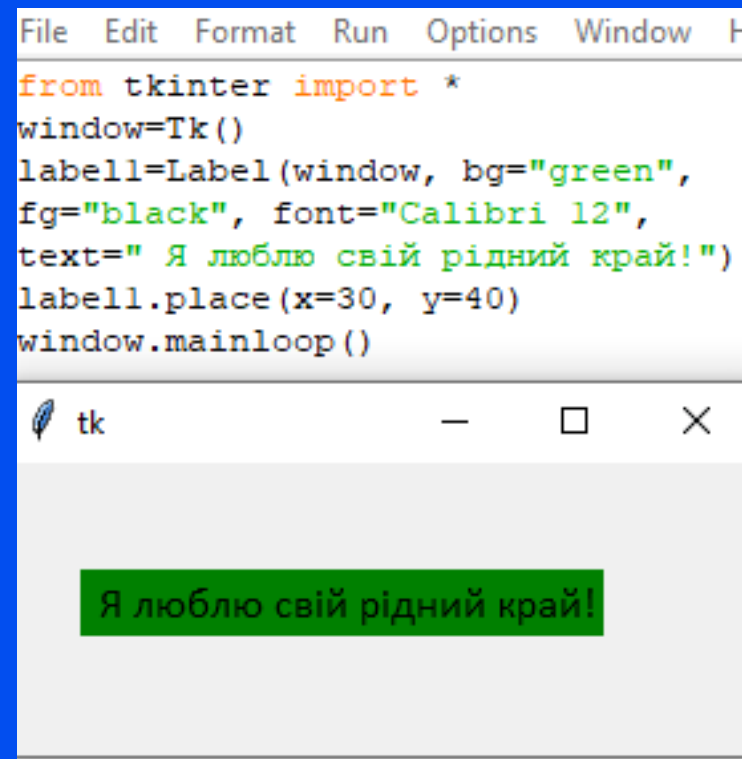 File Edit Format Run Options Window H
from tkinter import *
window=Tk()
label1=Label(window, bg="green",
fg="black", font="Calibri 12",
text=" Я люблю свій рідний край!")
label1.place(x=30, y=40)
window.mainloop()
tk
Я люблю свій рідний край!